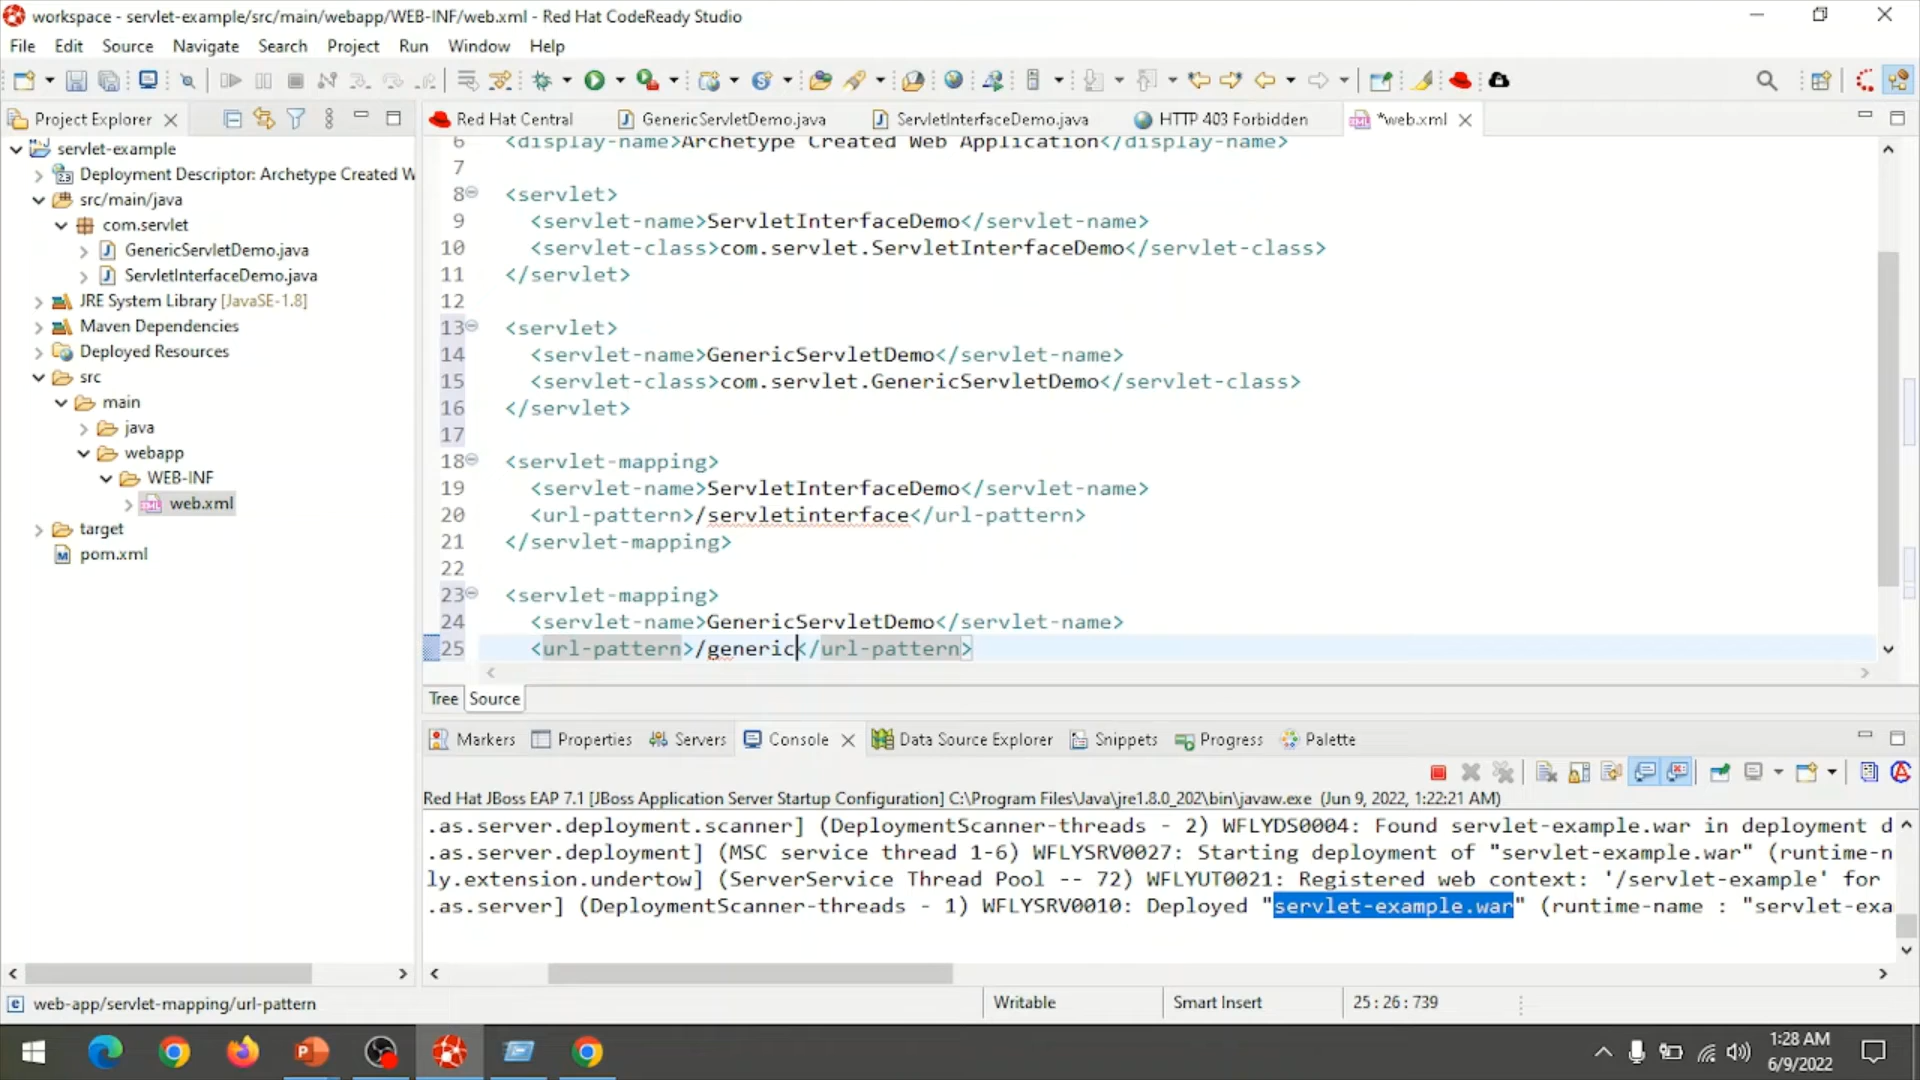 workspace - servlet-example/src/main/webapp/WEB-INF/web.xml - Red Hat CodeReady Studio
File Edit Source Navigate Search Project Run Window Help
Project Explorer
Red Hat Central GenericServletDemo.java ServletInterfaceDemo.java HTTP 403 Forbidden *web.xml
servlet-example
Deployment Descriptor: Archetype Created W
src/main/java
com.servlet
GenericServletDemo.java
ServletInterfaceDemo.java
JRE System Library [JavaSE-1.8]
Maven Dependencies
Deployed Resources
src
main
java
webapp
WEB-INF
web.xml
target
pom.xml
6 <display-name>Archetype Created Web Application</display-name>
7
8 <servlet>
9 <servlet-name>ServletInterfaceDemo</servlet-name>
10 <servlet-class>com.servlet.ServletInterfaceDemo</servlet-class>
11 </servlet>
12
13 <servlet>
14 <servlet-name>GenericServletDemo</servlet-name>
15 <servlet-class>com.servlet.GenericServletDemo</servlet-class>
16 </servlet>
17
18 <servlet-mapping>
19 <servlet-name>ServletInterfaceDemo</servlet-name>
20 <url-pattern>/servletinterface</url-pattern>
21 </servlet-mapping>
22
23 <servlet-mapping>
24 <servlet-name>GenericServletDemo</servlet-name>
25 <url-pattern>/generic</url-pattern>
Tree Source
Markers Properties Servers Console Data Source Explorer Snippets Progress Palette
Red Hat JBoss EAP 7.1 [JBoss Application Server Startup Configuration] C:\Program Files\Java\jre1.8.0_202\bin\javaw.exe (Jun 9, 2022, 1:22:21 AM)
.as.server.deployment.scanner] (DeploymentScanner-threads - 2) WFLYDS0004: Found servlet-example.war in deployment d
.as.server.deployment] (MSC service thread 1-6) WFLYSRV0027: Starting deployment of "servlet-example.war" (runtime-n
ly.extension.undertow] (ServerService Thread Pool -- 72) WFLYUT0021: Registered web context: '/servlet-example' for
.as.server] (DeploymentScanner-threads - 1) WFLYSRV0010: Deployed "servlet-example.war" (runtime-name : "servlet-exa
web-app/servlet-mapping/url-pattern Writable Smart Insert 25 : 26 : 739
1:28 AM
6/9/2022